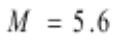 M = 5.6